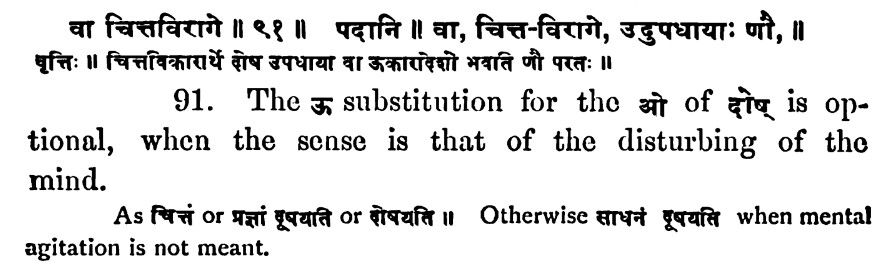 वा चित्तविरागे ॥ ९१ ॥ पदानि ॥ वा, चित्त-विरागे, उदुपधायाः णौ, ॥
वृत्तिः ॥ चित्तविकारार्थे दोष उपधाया वा ऊकारादेशो भवति णौ परतः ॥
91. The ऊ substitution for the ओ of दोष् is op-
tional, when the sense is that of the disturbing of the
mind.
As चित्तं or प्रज्ञां दूषयति or दोषयति ॥ Otherwise साधनं दूषयति when mental
agitation is not meant.